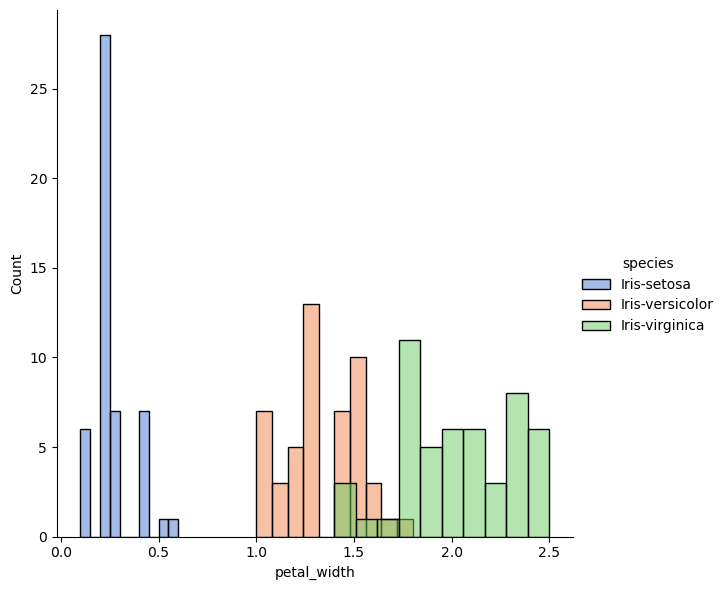 25
20
15
10
5
0
Count
0.0 0.5 1.0 1.5 2.0 2.5
petal_width
species
Iris-setosa
Iris-versicolor
Iris-virginica